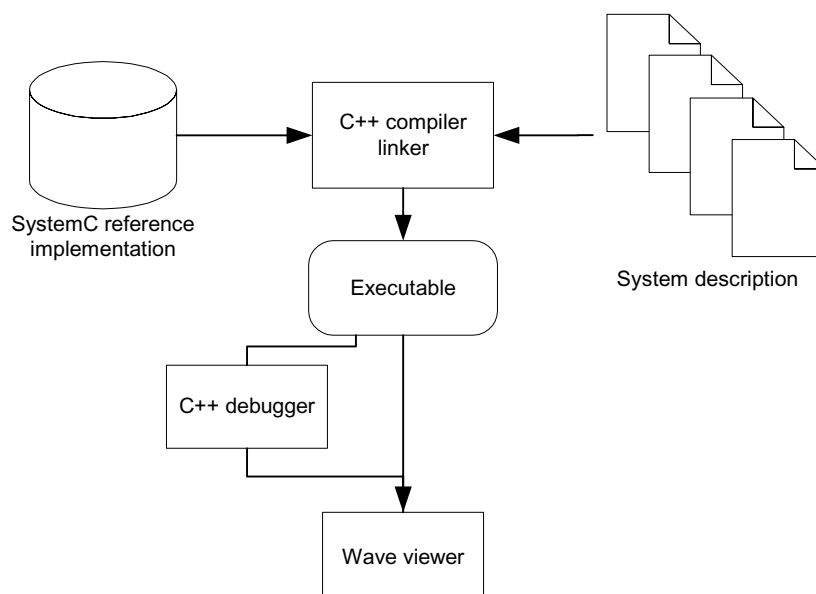 C++ compiler
linker
SystemC reference
implementation
System description
Executable
C++ debugger
Wave viewer